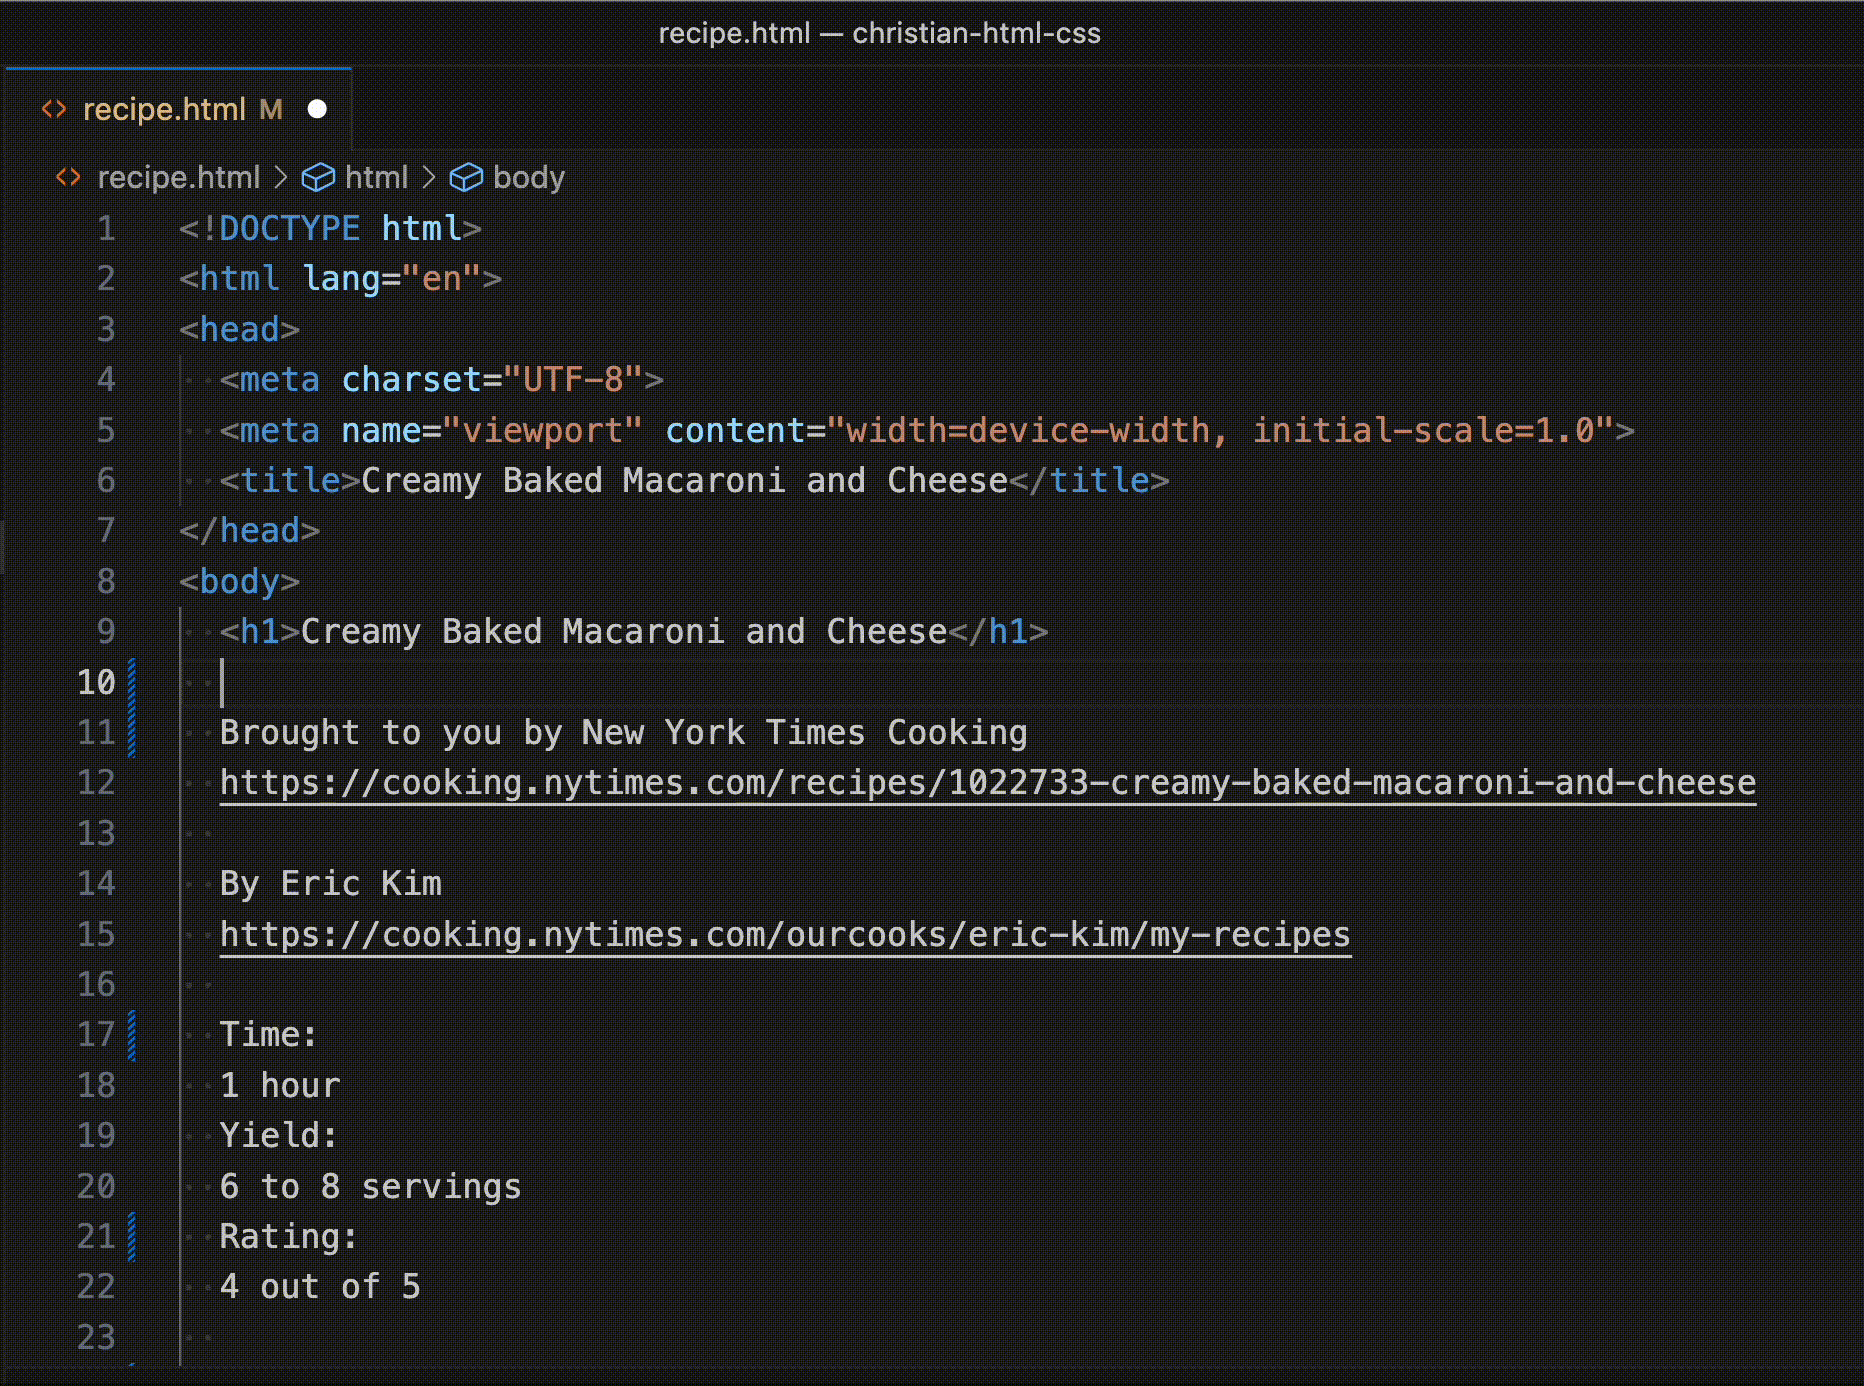 recipe.html — christian-html-css
<> recipe.html M
<> recipe.html > html > body
1 <!DOCTYPE html>
2 <html lang="en">
3 <head>
4 <meta charset="UTF-8">
5 <meta name="viewport" content="width=device-width, initial-scale=1.0">
6 <title>Creamy Baked Macaroni and Cheese</title>
7 </head>
8 <body>
9 <h1>Creamy Baked Macaroni and Cheese</h1>
10
11 Brought to you by New York Times Cooking
12 https://cooking.nytimes.com/recipes/1022733-creamy-baked-macaroni-and-cheese
13
14 By Eric Kim
15 https://cooking.nytimes.com/ourcooks/eric-kim/my-recipes
16
17 Time:
18 1 hour
19 Yield:
20 6 to 8 servings
21 Rating:
22 4 out of 5
23